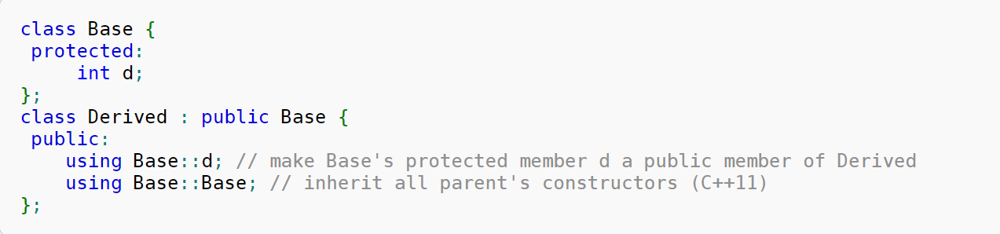 class Base {
 protected:
     int d;
};
class Derived : public Base {
 public:
    using Base::d; // make Base's protected member d a public member of Derived
    using Base::Base; // inherit all parent's constructors (C++11)
};